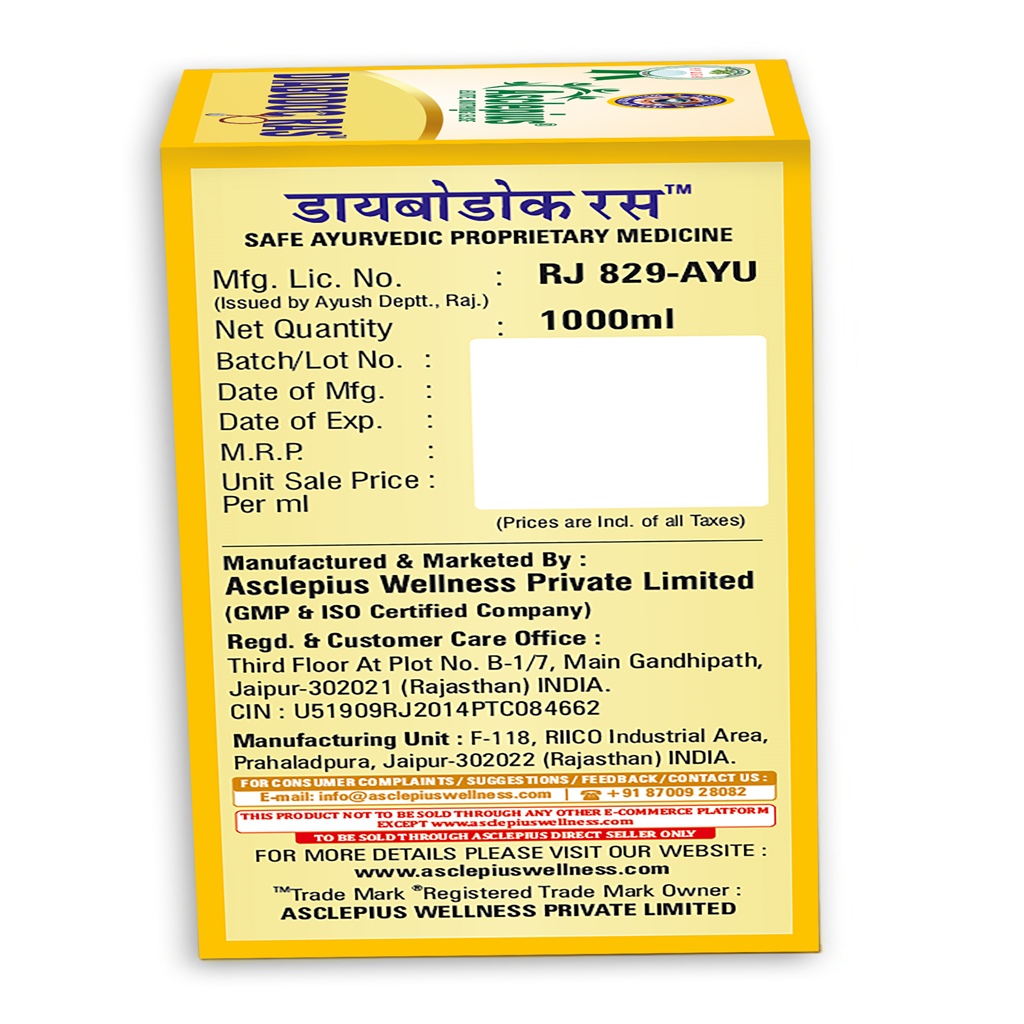 DIABODOC RAS™
ASCLEPIUS®
डायबोडोक रस™
SAFE AYURVEDIC PROPRIETARY MEDICINE
Mfg. Lic. No. : RJ 829-AYU
(Issued by Ayush Deptt., Raj.)
Net Quantity : 1000ml
Batch/Lot No. :
Date of Mfg. :
Date of Exp. :
M.R.P. :
Unit Sale Price :
Per ml
(Prices are Incl. of all Taxes)
Manufactured & Marketed By :
Asclepius Wellness Private Limited
(GMP & ISO Certified Company)
Regd. & Customer Care Office :
Third Floor At Plot No. B-1/7, Main Gandhipath,
Jaipur-302021 (Rajasthan) INDIA.
CIN : U51909RJ2014PTC084662
Manufacturing Unit : F-118, RIICO Industrial Area,
Prahaladpura, Jaipur-302022 (Rajasthan) INDIA.
FOR CONSUMER COMPLAINTS / SUGGESTIONS / FEEDBACK / CONTACT US :
E-mail: info@asclepiuswellness.com | ☎ +91 87009 28082
THIS PRODUCT NOT TO BE SOLD THROUGH ANY OTHER E-COMMERCE PLATFORM
EXCEPT www.asclepiuswellness.com
TO BE SOLD THROUGH ASCLEPIUS DIRECT SELLER ONLY
FOR MORE DETAILS PLEASE VISIT OUR WEBSITE :
www.asclepiuswellness.com
™Trade Mark ®Registered Trade Mark Owner :
ASCLEPIUS WELLNESS PRIVATE LIMITED